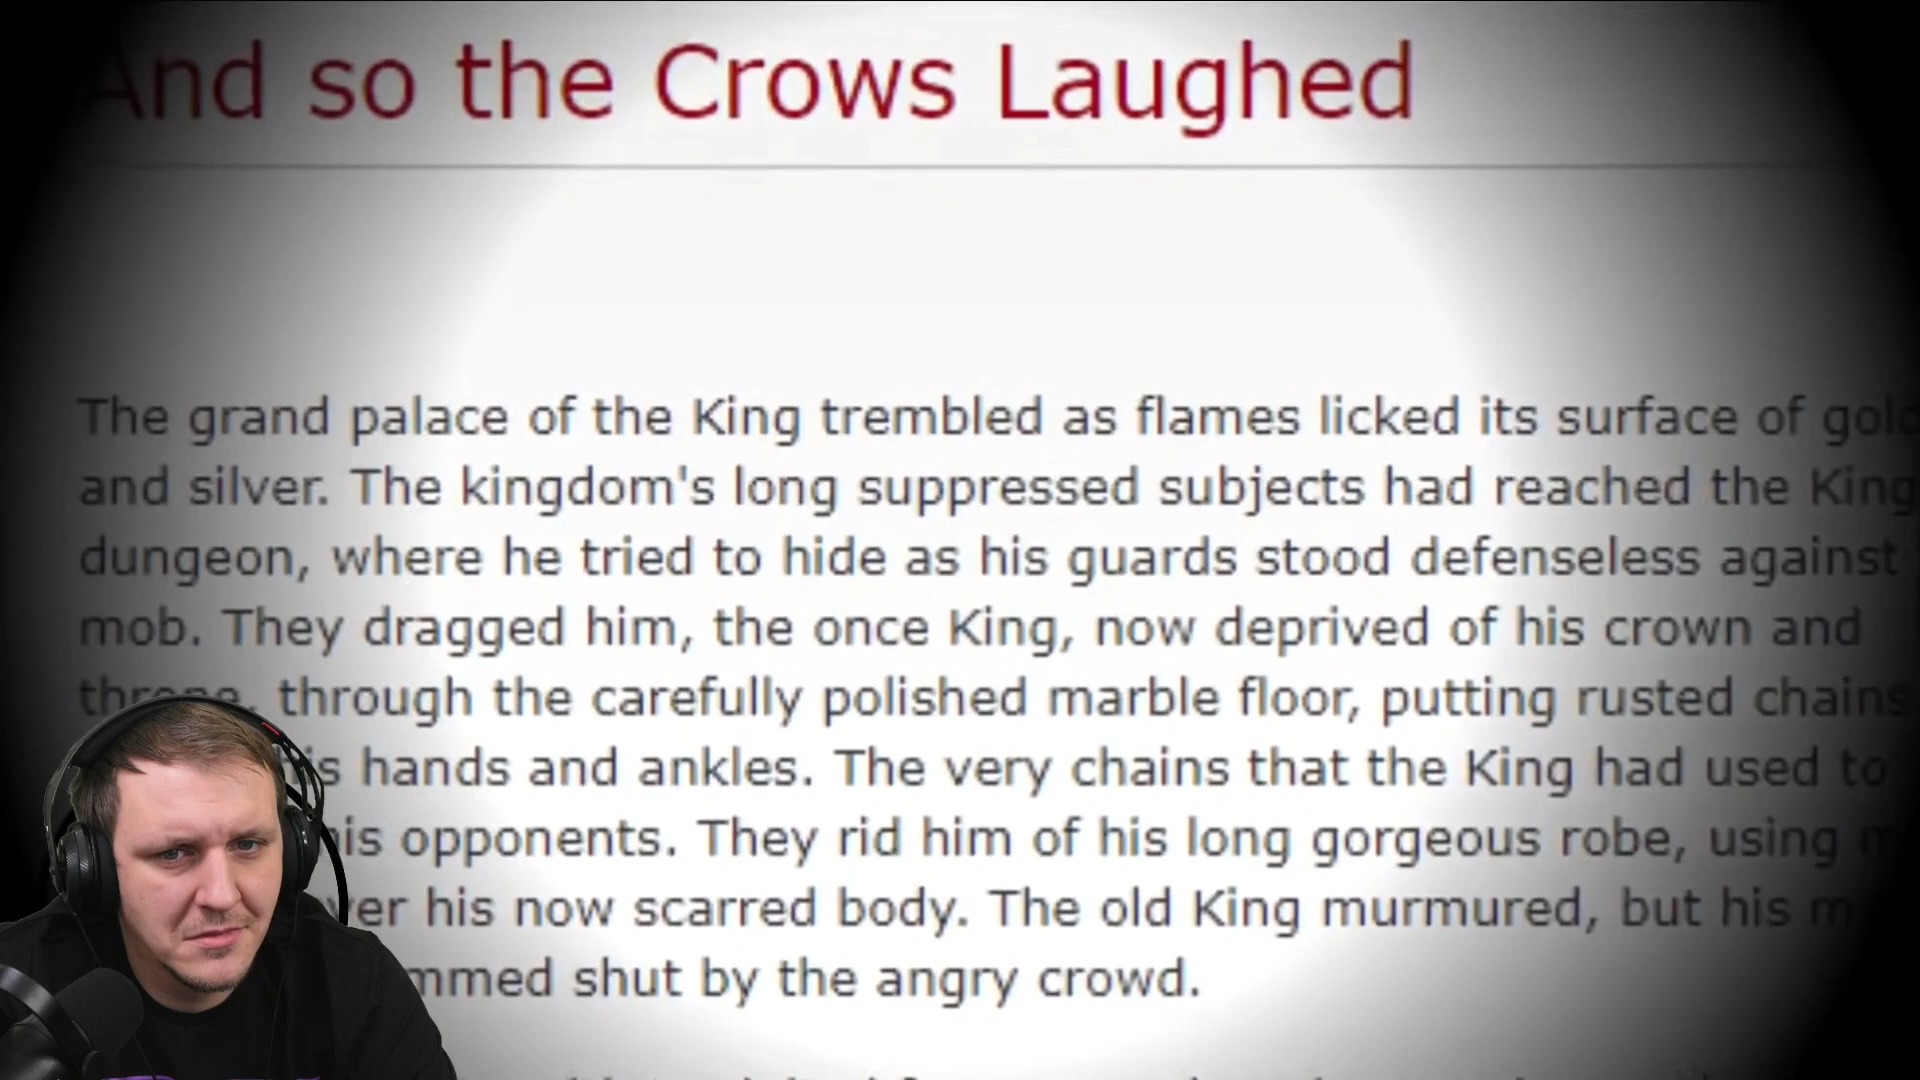 And so the Crows Laughed
The grand palace of the King trembled as flames licked its surface of gold
and silver. The kingdom's long suppressed subjects had reached the King
dungeon, where he tried to hide as his guards stood defenseless against
mob. They dragged him, the once King, now deprived of his crown and
throne, through the carefully polished marble floor, putting rusted chains
hands and ankles. The very chains that the King had used to
his opponents. They rid him of his long gorgeous robe, using
his now scarred body. The old King murmured, but his
shut by the angry crowd.